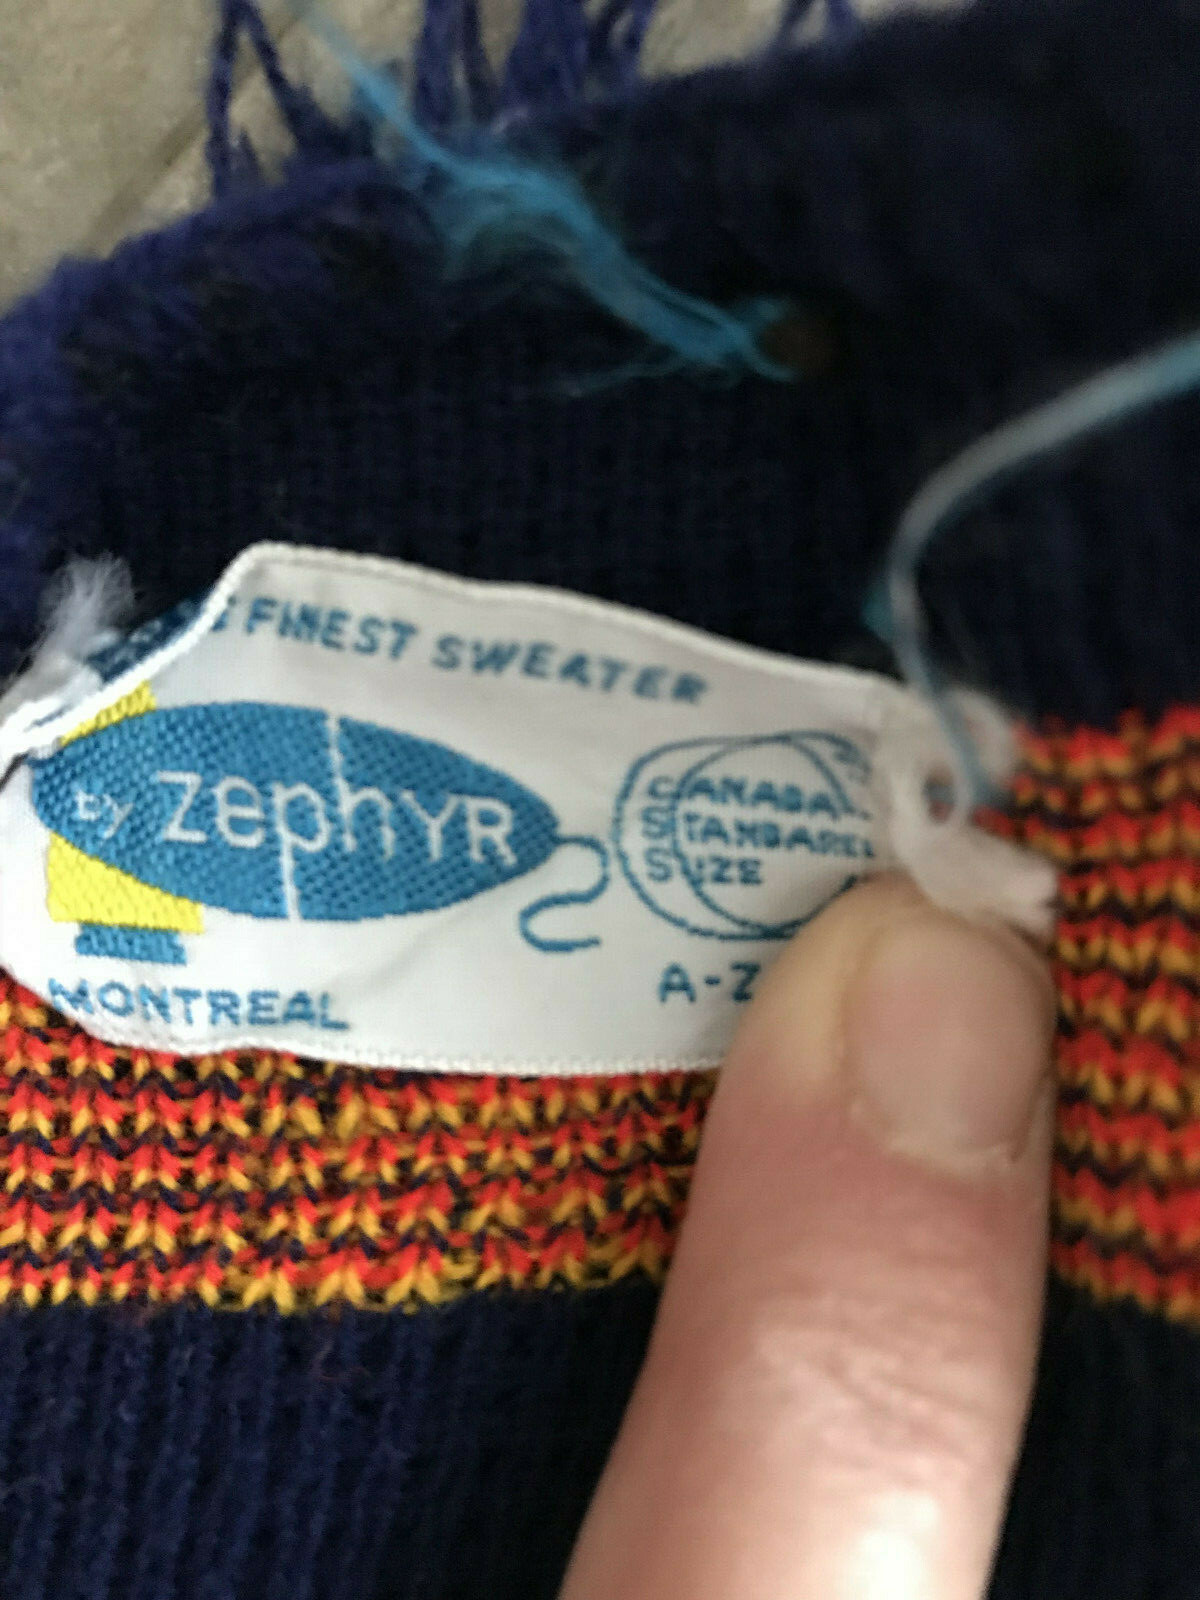 FINEST SWEATER
by ZephYR
CANADA
STANDARD
SIZE
MONTREAL
A-Z